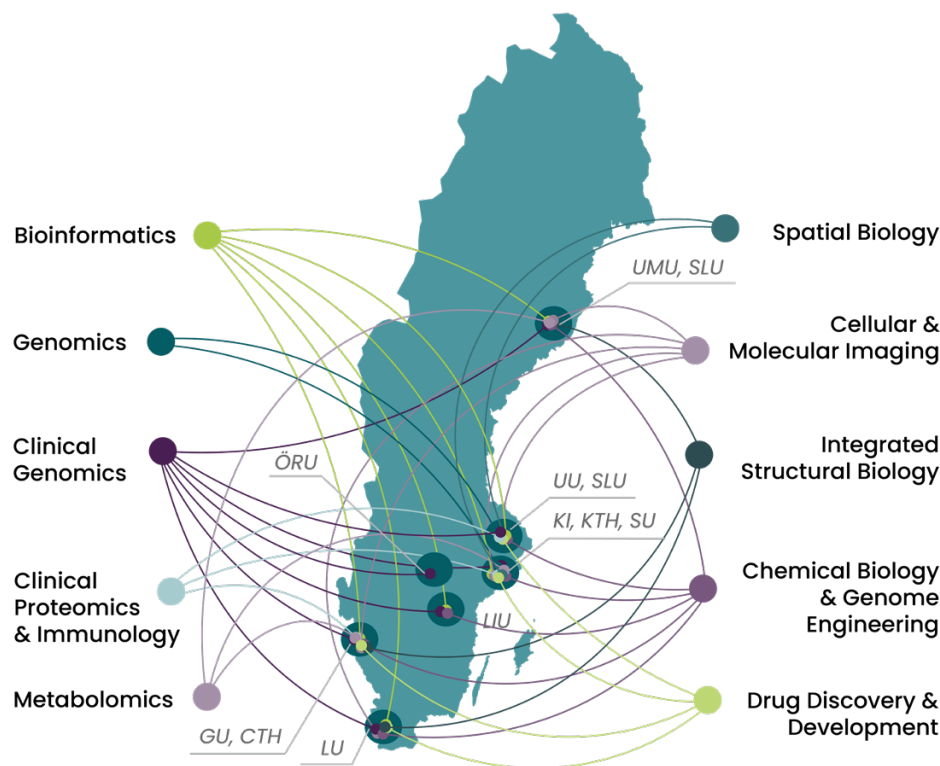 Bioinformatics
Spatial Biology
UMU, SLU
Genomics
Cellular &
Molecular Imaging
Clinical
Genomics
ÖRU
Integrated
Structural Biology
UU, SLU
KI, KTH, SU
Clinical
Proteomics
& Immunology
LIU
Chemical Biology
& Genome
Engineering
Metabolomics
GU, CTH
LU
Drug Discovery &
Development